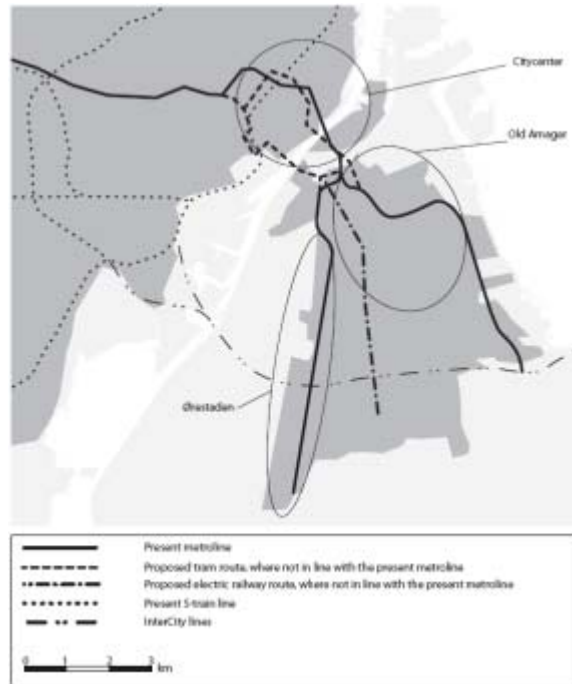 Citycenter
Old Amager
Ørestaden
Present metroline
Proposed tram route, where not in line with the present metroline
Proposed electric railway route, where not in line with the present metroline
Present S-train line
InterCity lines
0 1 2 3
km